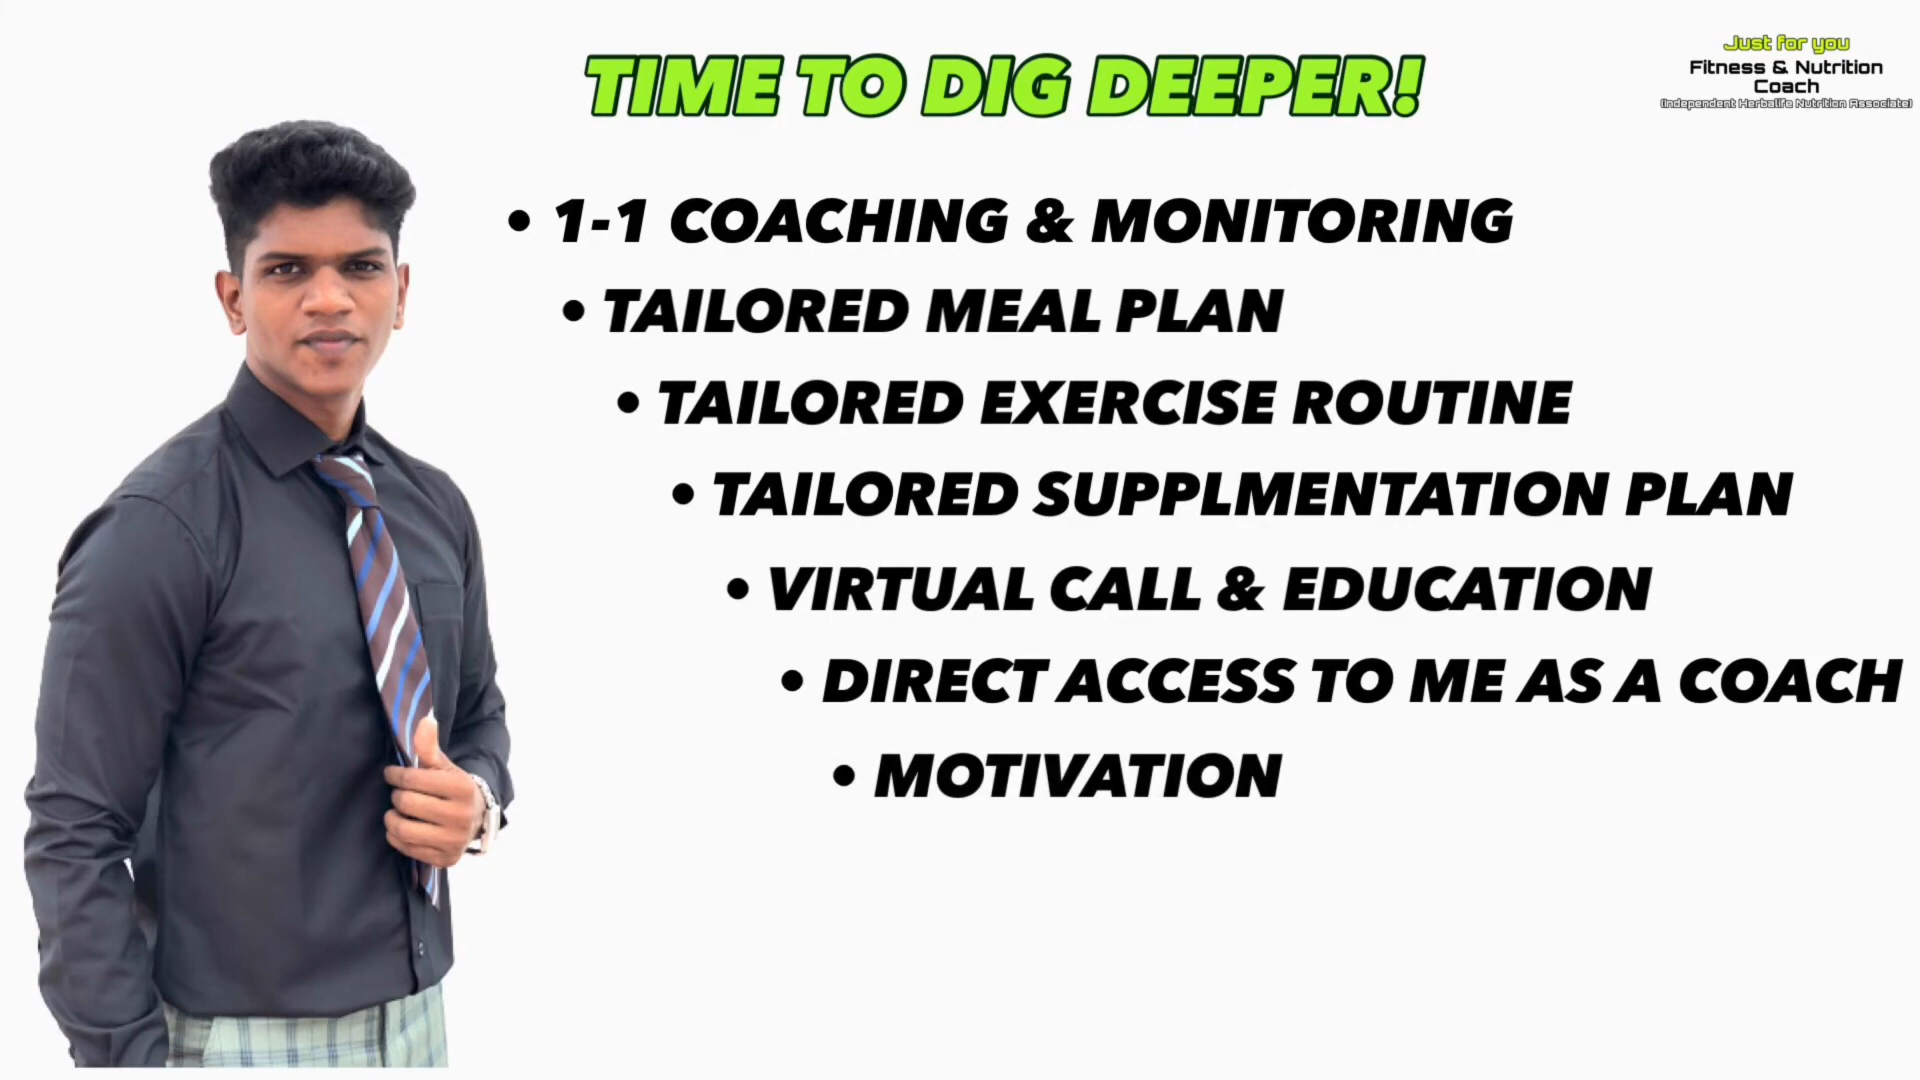 TIME TO DIG DEEPER!
Just for you
Fitness & Nutrition
Coach
(Independent Herbalife Nutrition Associate)
• 1-1 COACHING & MONITORING
• TAILORED MEAL PLAN
• TAILORED EXERCISE ROUTINE
• TAILORED SUPPLMENTATION PLAN
• VIRTUAL CALL & EDUCATION
• DIRECT ACCESS TO ME AS A COACH
• MOTIVATION